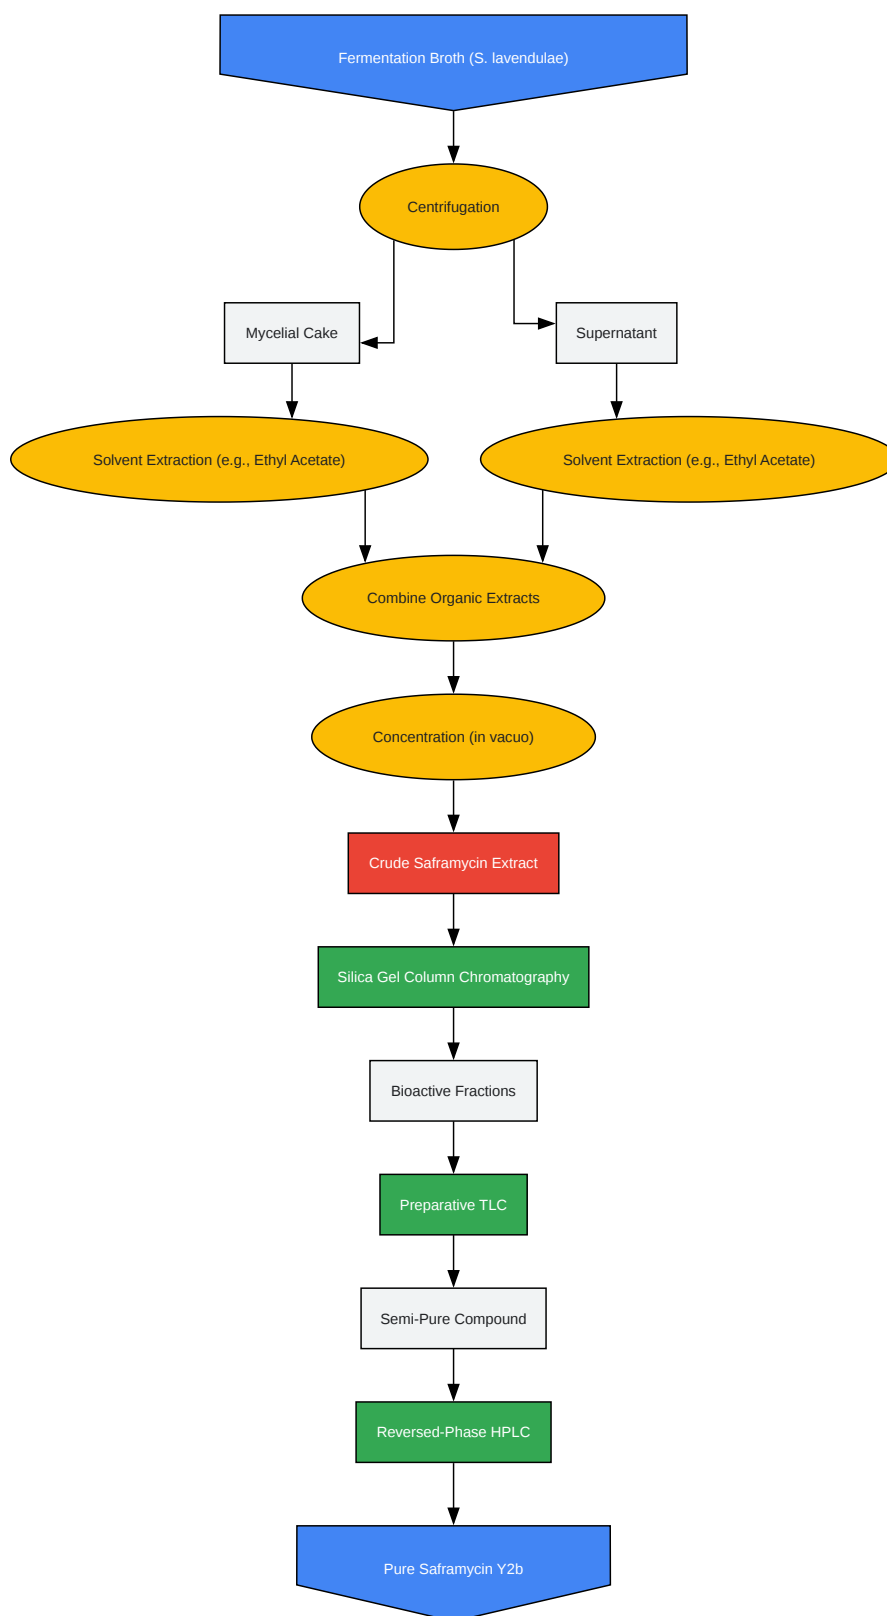 Fermentation Broth (S. lavendulae)
Centrifugation
Mycelial Cake
Supernatant
Solvent Extraction (e.g., Ethyl Acetate)
Solvent Extraction (e.g., Ethyl Acetate)
Combine Organic Extracts
Concentration (in vacuo)
Crude Saframycin Extract
Silica Gel Column Chromatography
Bioactive Fractions
Preparative TLC
Semi-Pure Compound
Reversed-Phase HPLC
Pure Saframycin Y2b